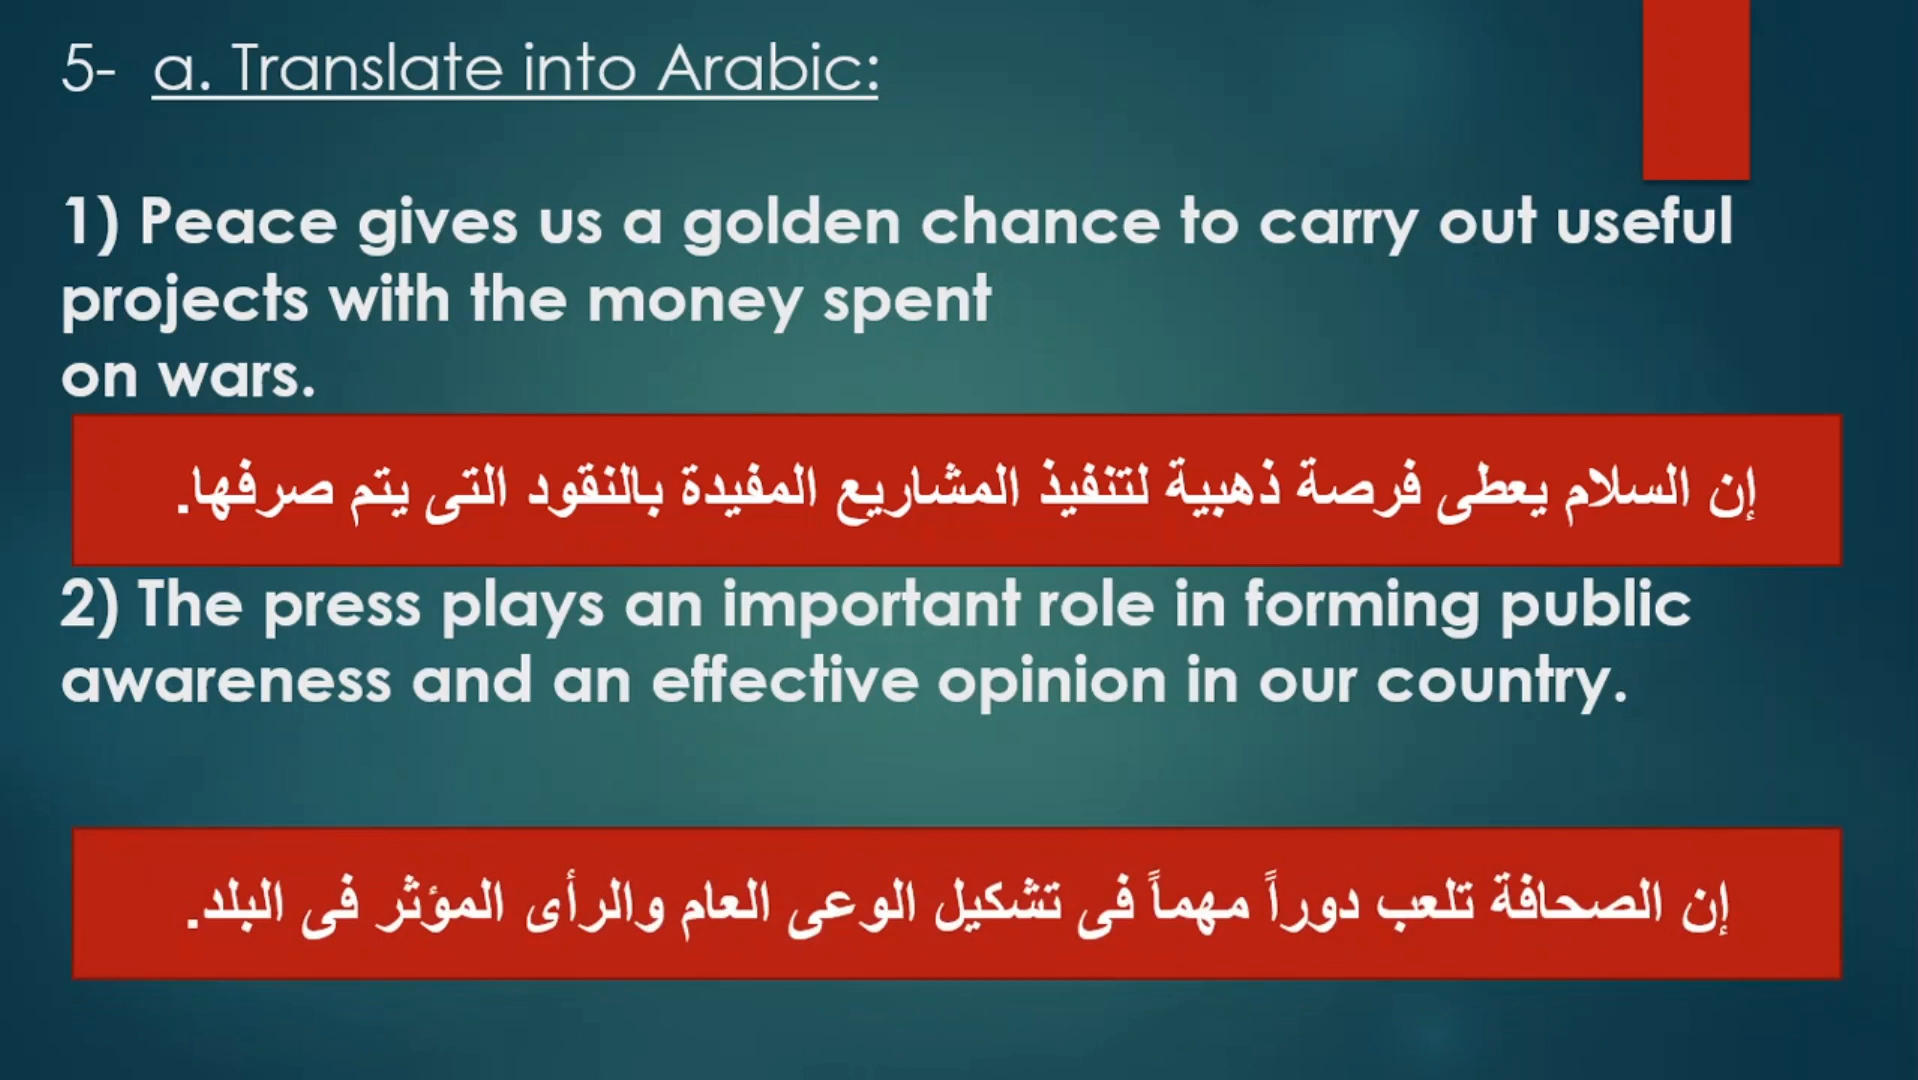 5- a. Translate into Arabic:
1) Peace gives us a golden chance to carry out useful
projects with the money spent
on wars.
إن السلام يعطى فرصة ذهبية لتنفيذ المشاريع المفيدة بالنقود التى يتم صرفها.
2) The press plays an important role in forming public
awareness and an effective opinion in our country.
إن الصحافة تلعب دوراً مهماً فى تشكيل الوعى العام والرأى المؤثر فى البلد.